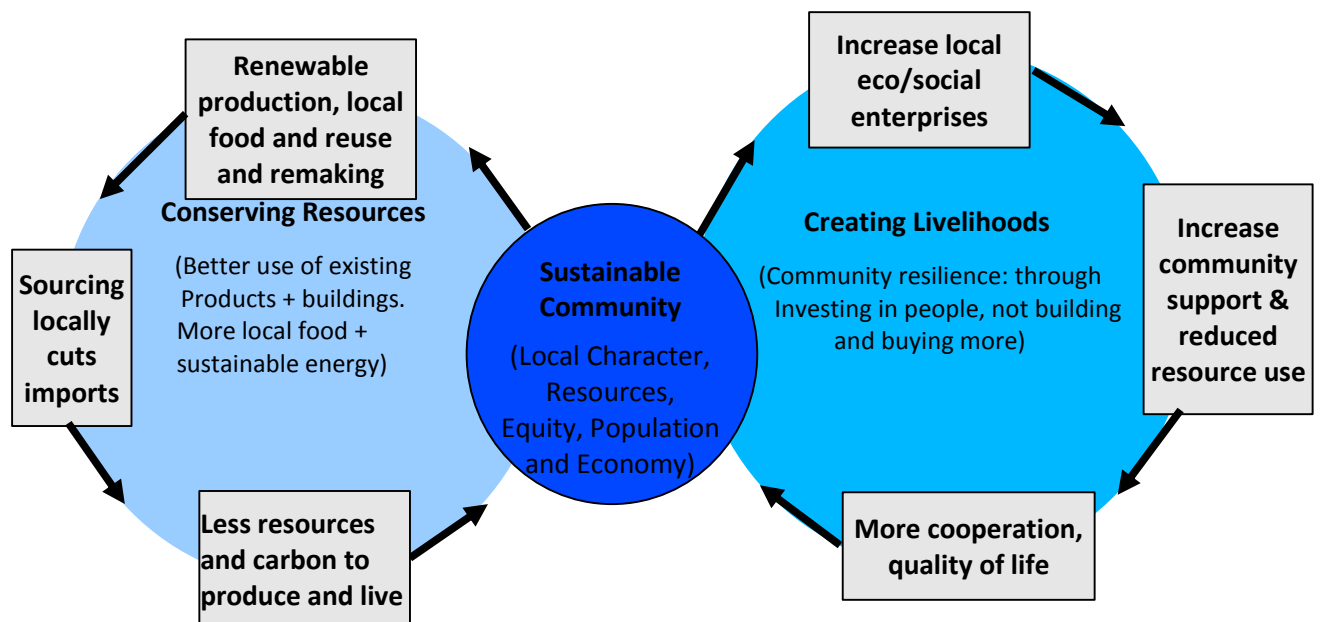 Renewable
production, local
food and reuse
and remaking
Conserving Resources
(Better use of existing
Products + buildings.
More local food +
sustainable energy)
Sourcing
locally
cuts
imports
Less resources
and carbon to
produce and live
Sustainable
Community
(Local Character,
Resources,
Equity, Population
and Economy)
Increase local
eco/social
enterprises
Creating Livelihoods
(Community resilience: through
Investing in people, not building
and buying more)
Increase
community
support &
reduced
resource use
More cooperation,
quality of life